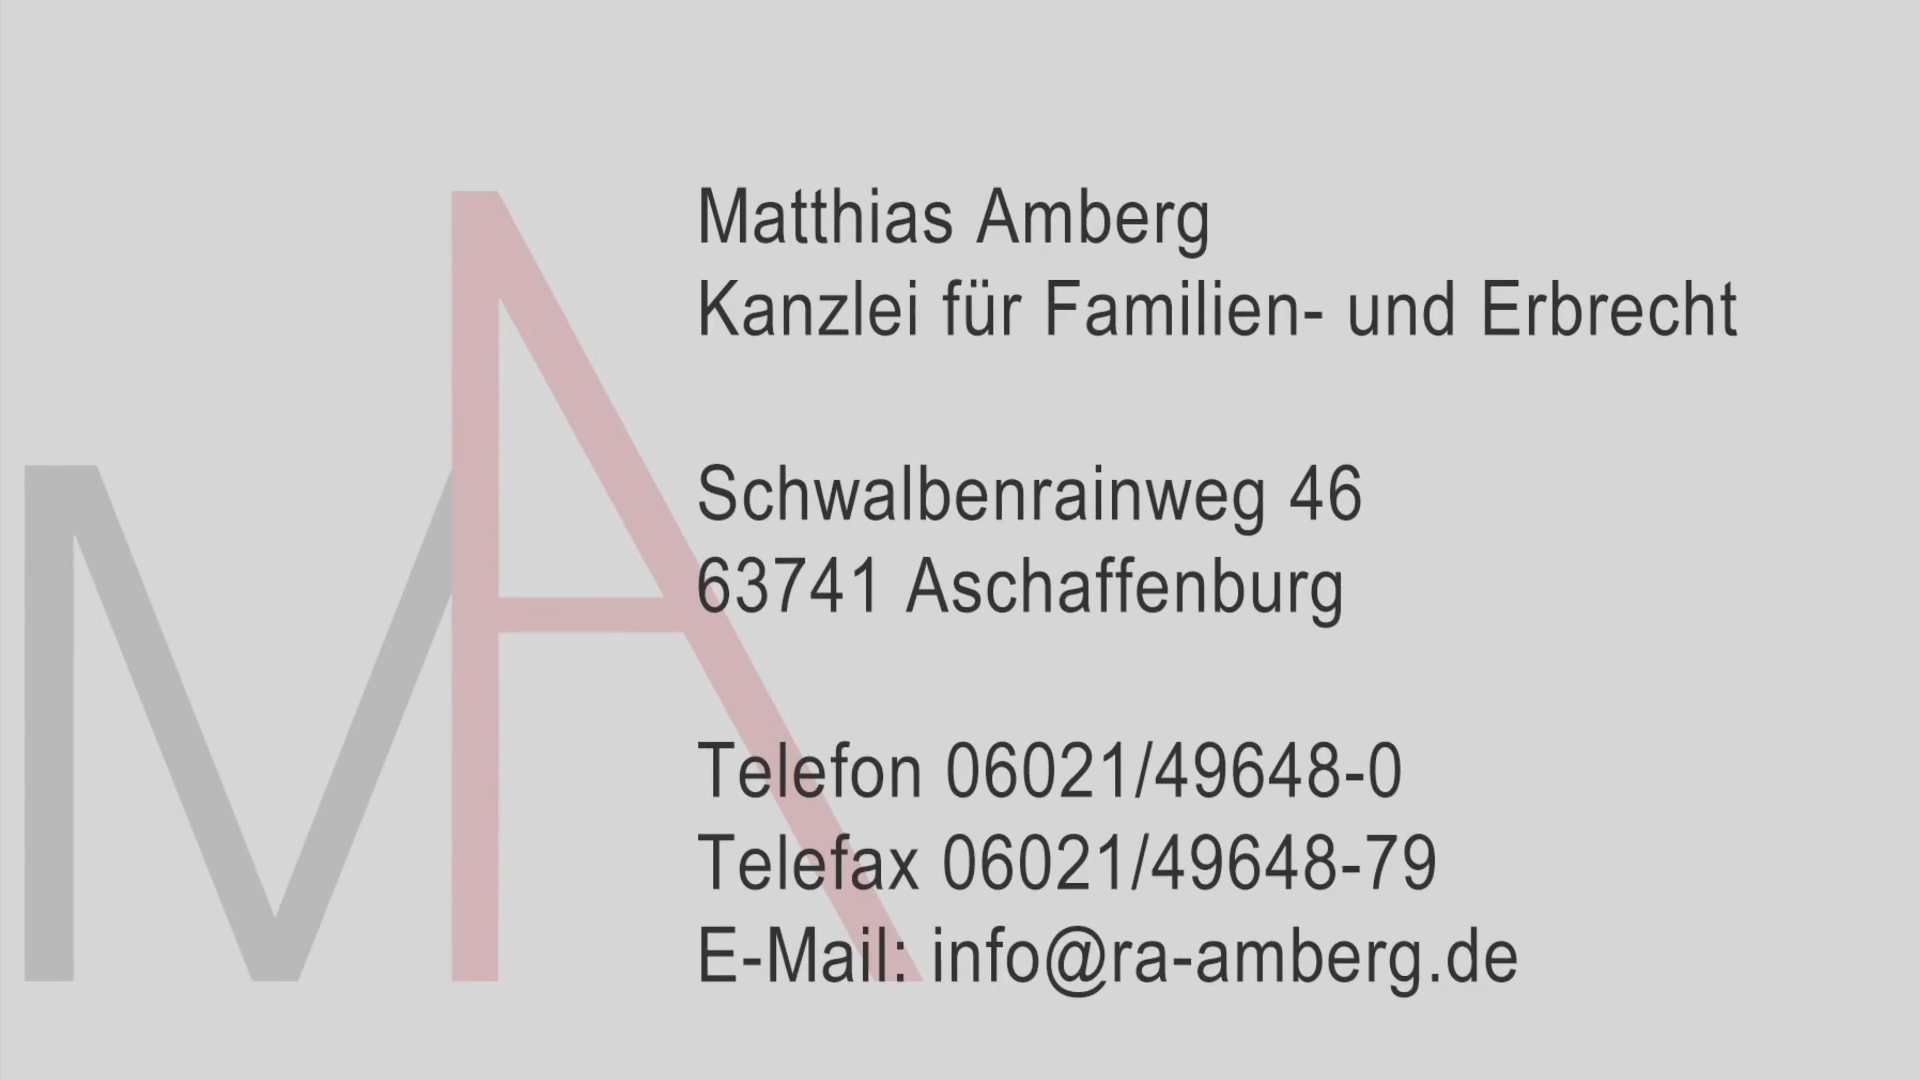 MA
Matthias Amberg
Kanzlei für Familien- und Erbrecht
Schwalbenrainweg 46
63741 Aschaffenburg
Telefon 06021/49648-0
Telefax 06021/49648-79
E-Mail: info@ra-amberg.de